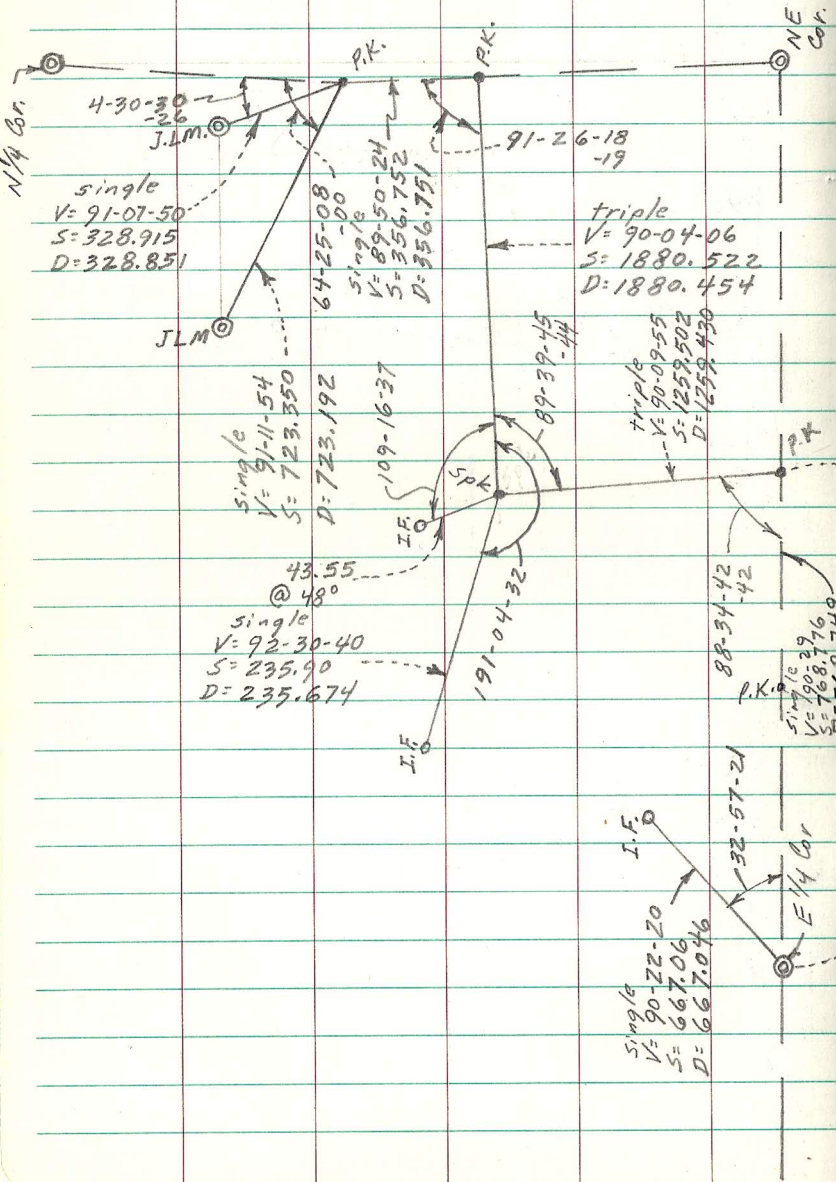 N 1/4 Cor.
P.K.
P.K.
NE
Cor.
4-30-30
-26
J.L.M.
91-26-18
-19
single
V= 91-07-50
S= 328.915
D= 328.851
64-25-08
-00
single
V= 89-50-24
S= 356.752
D= 356.751
triple
V= 90-04-06
S= 1880.522
D= 1880.454
JLM
single
V= 91-11-54
S= 723.350
D= 723.192
109-16-37
89-39-45
-44
triple
V= 90-09-55
S= 1259.502
D= 1259.430
Spk
P.K
I.F.
43.55
@ 48°
single
V= 92-30-40
S= 235.90
D= 235.674
191-04-32
88-34-42
-42
single
V= 90-29
S= 768.776
P.K.
I.F.
I.F.
32-57-21
E 1/4 Cor
single
V= 90-22-20
S= 667.06
D= 667.046